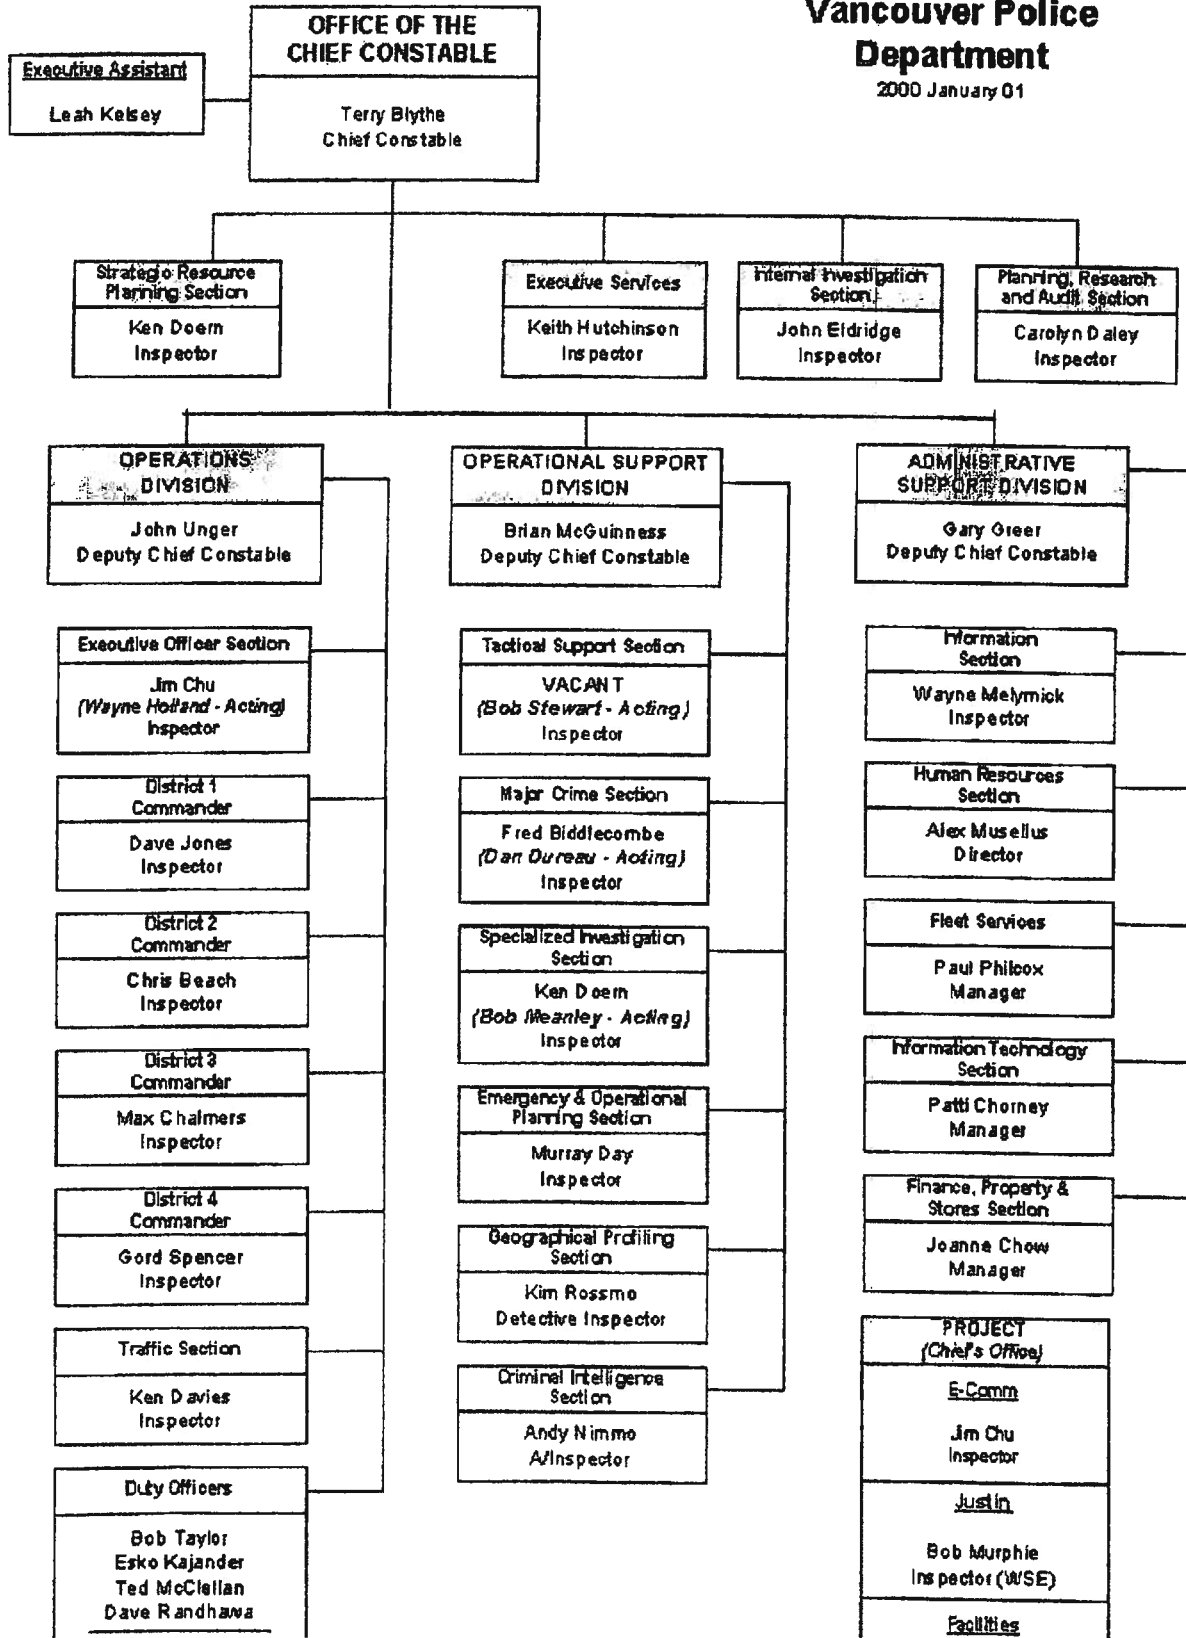 Vancouver Police
Department
2000 January 01
OFFICE OF THE
CHIEF CONSTABLE
Terry Blythe
Chief Constable
Executive Assistant
Leah Kelsey
Strategic Resource
Planning Section
Ken Doern
Inspector
Executive Services
Keith Hutchinson
Inspector
Internal Investigation
Section
John Eldridge
Inspector
Planning, Research
and Audit Section
Carolyn Daley
Inspector
OPERATIONS
DIVISION
John Unger
Deputy Chief Constable
Executive Officer Section
Jim Chu
(Wayne Holland - Acting)
Inspector
District 1
Commander
Dave Jones
Inspector
District 2
Commander
Chris Beach
Inspector
District 3
Commander
Max Chalmers
Inspector
District 4
Commander
Gord Spencer
Inspector
Traffic Section
Ken Davies
Inspector
Duty Officers
Bob Taylor
Esko Kajander
Ted McClellan
Dave Randhawa
OPERATIONAL SUPPORT
DIVISION
Brian McGuinness
Deputy Chief Constable
Tactical Support Section
VACANT
(Bob Stewart - Acting)
Inspector
Major Crime Section
Fred Biddlecombe
(Dan Dureau - Acting)
Inspector
Specialized Investigation
Section
Ken Doern
(Bob Meanley - Acting)
Inspector
Emergency & Operational
Planning Section
Murray Day
Inspector
Geographical Profiling
Section
Kim Rossmo
Detective Inspector
Criminal Intelligence
Section
Andy Nimmo
A/Inspector
ADMINISTRATIVE
SUPPORT DIVISION
Gary Greer
Deputy Chief Constable
Information
Section
Wayne Melymick
Inspector
Human Resources
Section
Alex Musellus
Director
Fleet Services
Paul Philcox
Manager
Information Technology
Section
Patti Chorney
Manager
Finance, Property &
Stores Section
Joanne Chow
Manager
PROJECT
(Chief's Office)
E-Comm
Jim Chu
Inspector
Justin
Bob Murphie
Inspector (WSE)
Facilities